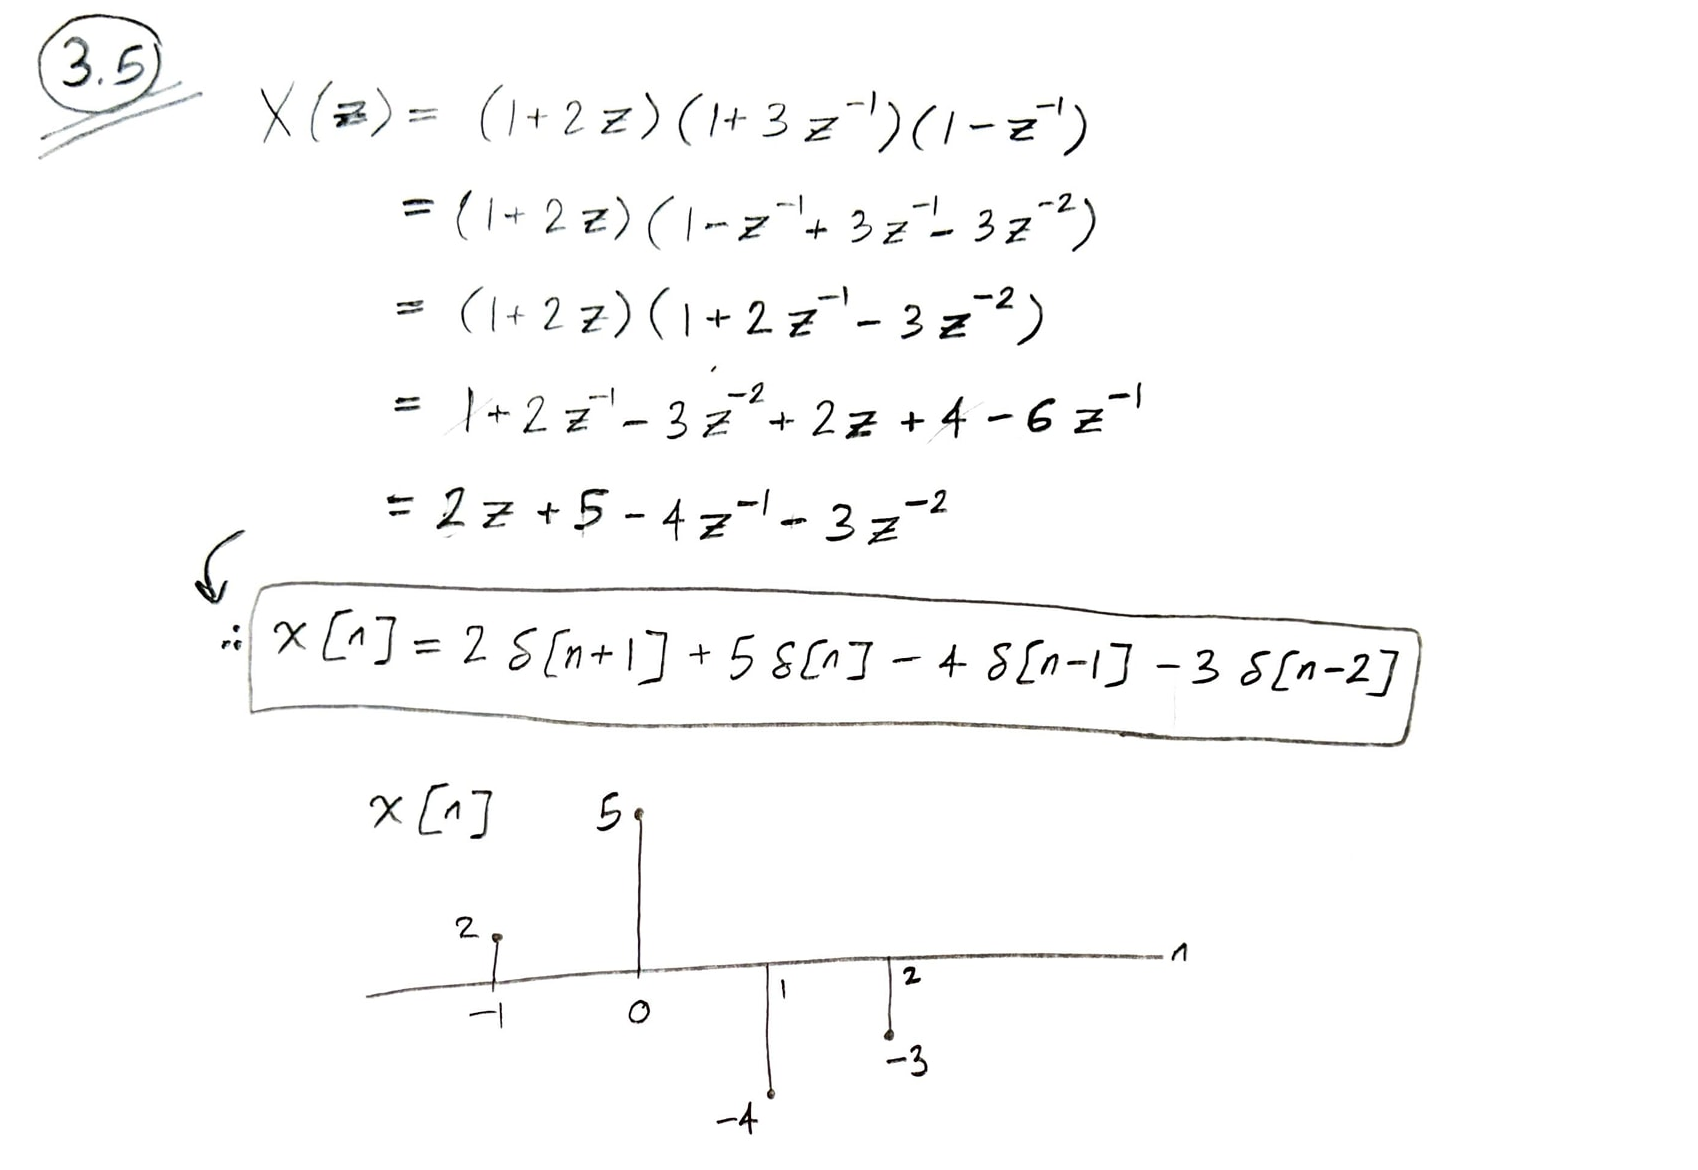 3.5
X(z) = (1+2z)(1+3z⁻¹)(1-z⁻¹)
= (1+2z)(1-z⁻¹+3z⁻¹-3z⁻²)
= (1+2z)(1+2z⁻¹-3z⁻²)
= 1+2z⁻¹-3z⁻²+2z+4-6z⁻¹
= 2z+5-4z⁻¹-3z⁻²
∴ x[n] = 2δ[n+1]+5δ[n]-4δ[n-1]-3δ[n-2]
x[n] 5
2
n
-1 0 1 2
-3
-4